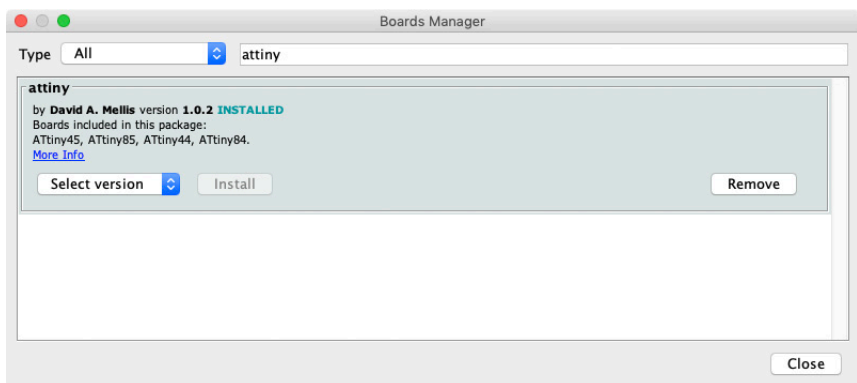 Boards Manager
Type All attiny
attiny
by David A. Mellis version 1.0.2 INSTALLED
Boards included in this package:
ATtiny45, ATtiny85, ATtiny44, ATtiny84.
More Info
Select version Install Remove
Close